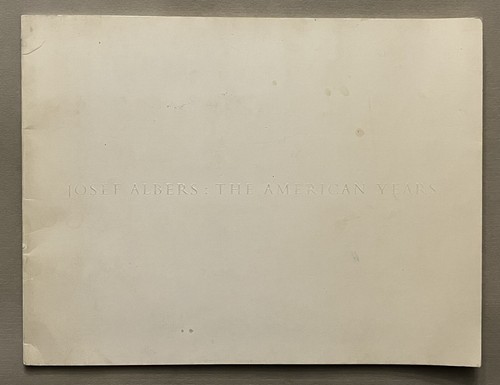 JOSEF ALBERS: THE AMERICAN YEARS